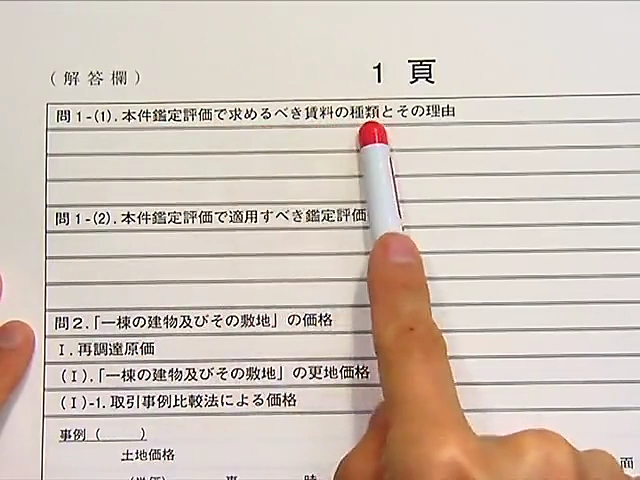 (解答欄)
1 頁
問1-(1).本件鑑定評価で求めるべき賃料の種類とその理由
問1-(2).本件鑑定評価で適用すべき鑑定評価
問2.「一棟の建物及びその敷地」の価格
I.再調達原価
(I).「一棟の建物及びその敷地」の更地価格
(I)-1.取引事例比較法による価格
事例( )
土地価格
面